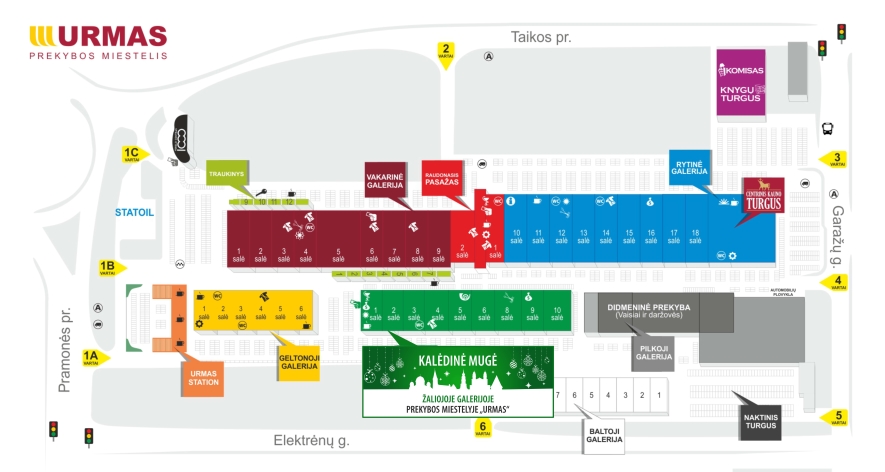 URMAS
PREKYBOS MIESTELIS
Taikos pr.
2
VARTAI
A
KOMISAS
KNYGŲ
TURGUS
1C
VARTAI
3
VARTAI
TRAUKINYS
VAKARINĖ
GALERIJA
RAUDONASIS
PASAŽAS
RYTINĖ
GALERIJA
CENTRINIS KAUNO
TURGUS
A
STATOIL
9 10 11 12
WC
1 salė
2 salė
3 salė
4 salė
5 salė
6 salė
7 salė
8 salė
9 salė
2 salė
1 salė
10 salė
11 salė
12 salė
13 salė
14 salė
15 salė
16 salė
17 salė
18 salė
WC
Garažų g.
1B
VARTAI
4
VARTAI
AUTOMOBILIŲ
PLOVYKLA
A
Pramonės pr.
1 salė
2 salė
3 salė
4 salė
5 salė
6 salė
WC
1 salė
2 salė
3 salė
4 salė
5 salė
6 salė
7 salė
8 salė
9 salė
10 salė
WC
DIDMENINĖ PREKYBA
(Vaisiai ir daržovės)
1A
VARTAI
URMAS
STATION
GELTONOJI
GALERIJA
KALĖDINĖ MUGĖ
ŽALIOJOJE GALERIJOJE
PREKYBOS MIESTELYJE „URMAS"
PILKOJI
GALERIJA
7 6 5 4 3 2 1
BALTOJI
GALERIJA
NAKTINIS
TURGUS
5
VARTAI
6
VARTAI
Elektrėnų g.